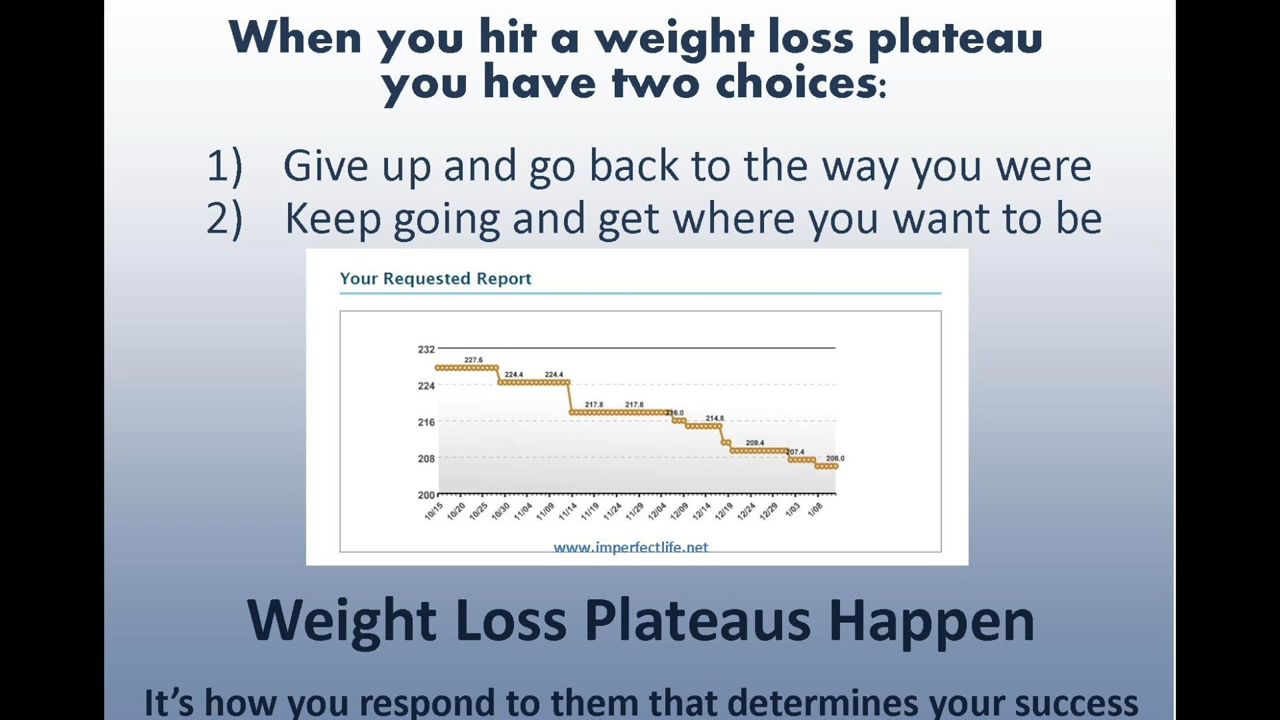 When you hit a weight loss plateau
you have two choices:
1) Give up and go back to the way you were
2) Keep going and get where you want to be
Your Requested Report
232
227.6
224.4 224.4
224
217.8 217.8 216.0
214.8
216
209.4
207.4 206.0
208
200
10/15 10/20 10/25 10/30 11/04 11/09 11/14 11/19 11/24 11/29 12/04 12/09 12/14 12/19 12/24 12/29 1/03 1/08
www.imperfectlife.net
Weight Loss Plateaus Happen
It's how you respond to them that determines your success